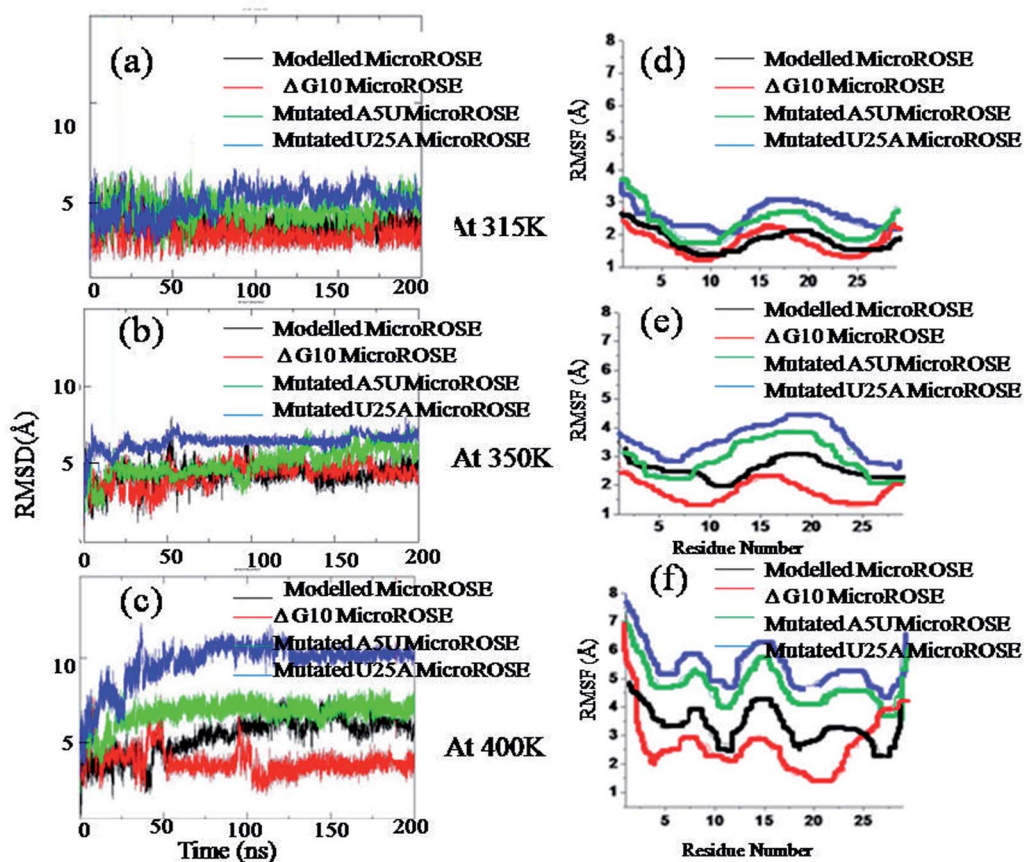 (a)
Modelled MicroROSE
Δ G10 MicroROSE
Mutated A5U MicroROSE
Mutated U25A MicroROSE
10
5
0 50 100 150 200
At 315K
(d)
Modelled MicroROSE
Δ G10 MicroROSE
Mutated A5U MicroROSE
Mutated U25A MicroROSE
RMSF (Å)
8
7
6
5
4
3
2
1
5 10 15 20 25
(b)
Modelled MicroROSE
Δ G10 MicroROSE
Mutated A5U MicroROSE
Mutated U25A MicroROSE
10
5
RMSD(Å)
0 50 100 150 200
At 350K
(e)
Modelled MicroROSE
Δ G10 MicroROSE
Mutated A5U MicroROSE
Mutated U25A MicroROSE
RMSF (Å)
8
7
6
5
4
3
2
1
5 10 15 20 25
Residue Number
(c)
Modelled MicroROSE
Δ G10 MicroROSE
Mutated A5U MicroROSE
Mutated U25A MicroROSE
10
5
0 50 100 150 200
Time (ns)
At 400K
(f)
Modelled MicroROSE
Δ G10 MicroROSE
Mutated A5U MicroROSE
Mutated U25A MicroROSE
RMSF (Å)
8
7
6
5
4
3
2
1
5 10 15 20 25
Residue Number